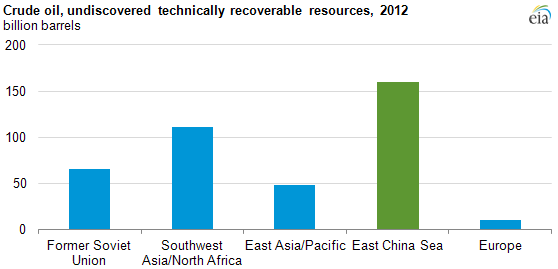 Crude oil, undiscovered technically recoverable resources, 2012
billion barrels
eia
200
150
100
50
0
Former Soviet Union
Southwest Asia/North Africa
East Asia/Pacific
East China Sea
Europe